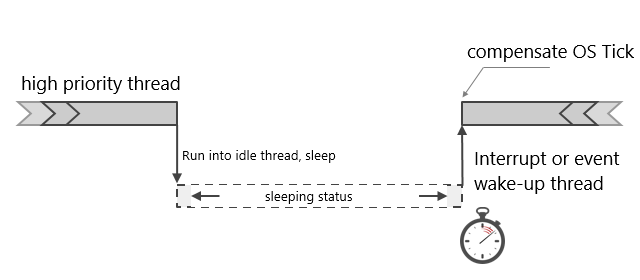 compensate OS Tick
high priority thread
Run into idle thread, sleep
Interrupt or event
wake-up thread
sleeping status